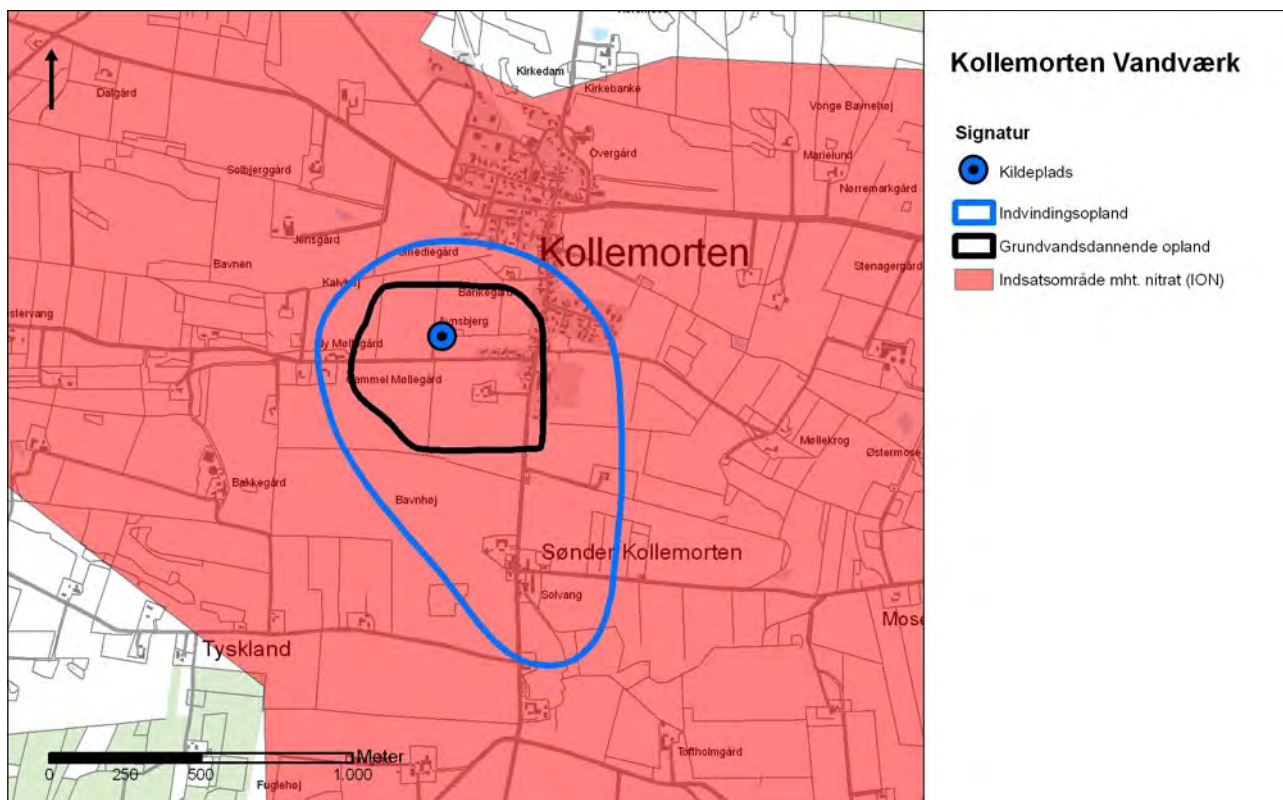 Kirkedam
Kirkebanke
Dalgård
Vonge Bavnehøj
Overgård
Marielund
Solbjerggård
Nørremarkgård
Jensgård
Kollemorten
Bavnen
Stenagergård
Kalvhøj
Bankegård
Avnsbjerg
Ny Møllegård
Gammel Møllegård
Møllekrog
Østermose
Bakkegård
Bavnhøj
Sønder Kollemorten
Solvang
Mose
Tyskland
Toftholmgård
Meter
0 250 500 1.000
Fuglehøj
Kollemorten Vandværk
Signatur
Kildeplads
Indvindingsopland
Grundvandsdannende opland
Indsatsområde mht. nitrat (ION)